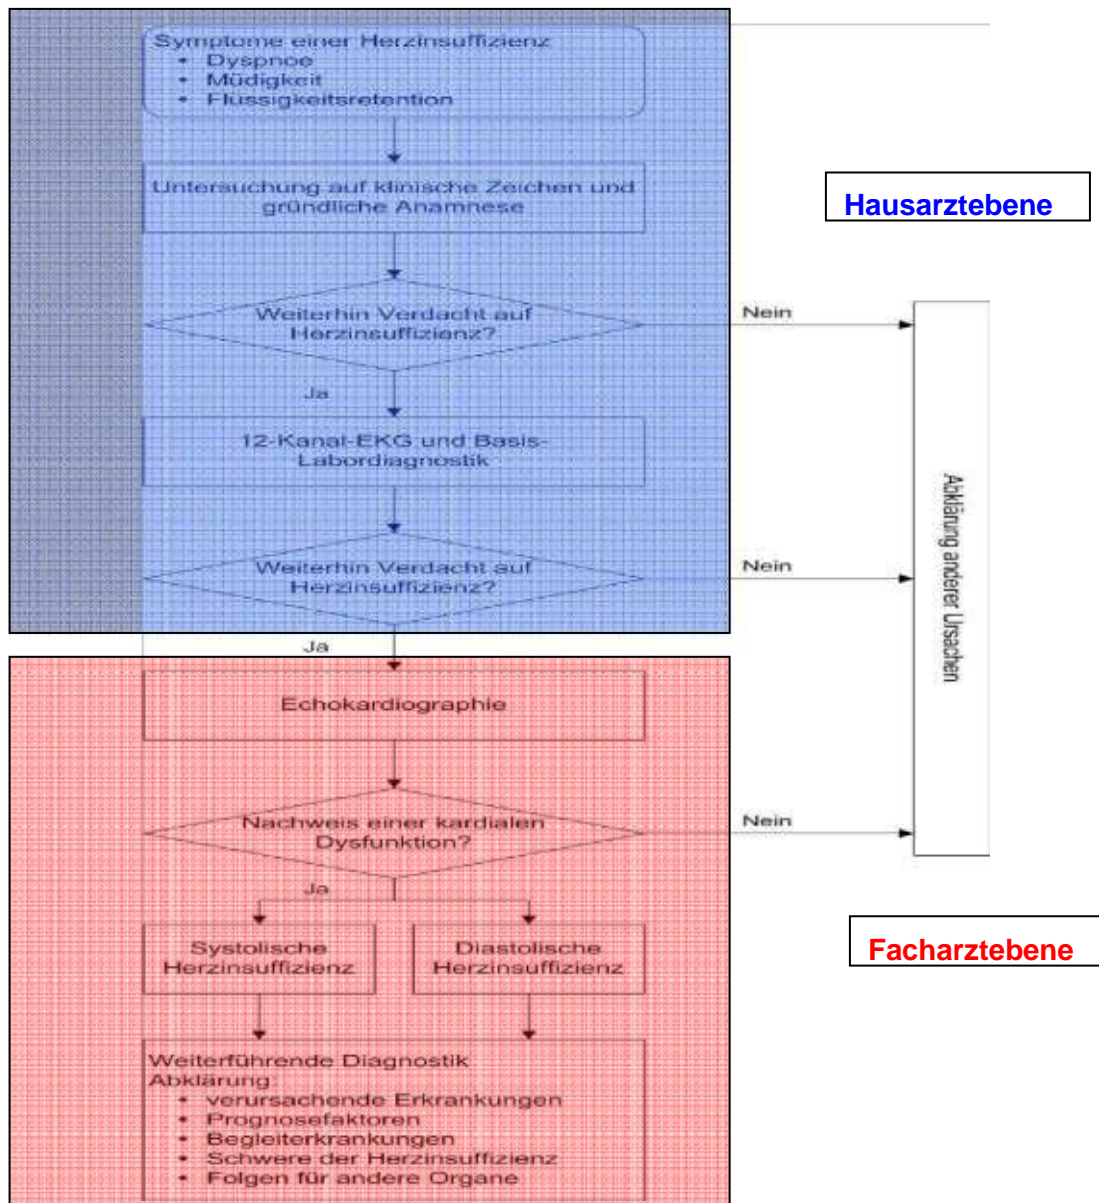 Symptome einer Herzinsuffizienz
• Dyspnoe
• Müdigkeit
• Flüssigkeitsretention
Untersuchung auf klinische Zeichen und
gründliche Anamnese
Hausarztebene
Weiterhin Verdacht auf
Herzinsuffizienz?
Nein
Ja
12-Kanal-EKG und Basis-
Labordiagnostik
Weiterhin Verdacht auf
Herzinsuffizienz?
Nein
Abklärung anderer Ursachen
Ja
Echokardiographie
Nachweis einer kardialen
Dysfunktion?
Nein
Ja
Systolische
Herzinsuffizienz
Diastolische
Herzinsuffizienz
Facharztebene
Weiterführende Diagnostik
Abklärung:
• verursachende Erkrankungen
• Prognosefaktoren
• Begleiterkrankungen
• Schwere der Herzinsuffizienz
• Folgen für andere Organe